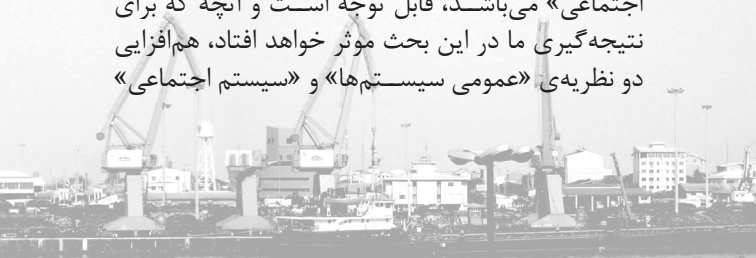 اجتماعی» می‌باشد، قابل توجه است و آنچه که برای
نتیجه‌گیری ما در این بحث موثر خواهد افتاد، هم‌افزایی
دو نظریه‌ی «عمومی سیستم‌ها» و «سیستم اجتماعی»